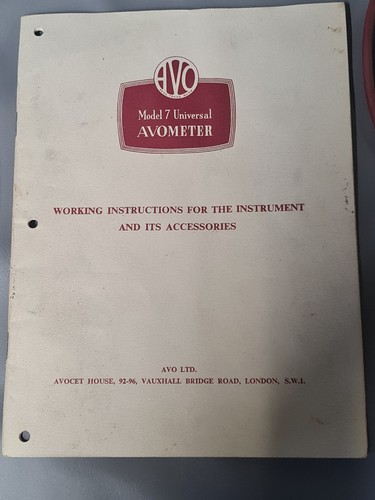 AVO
Model 7 Universal
AVOMETER
WORKING INSTRUCTIONS FOR THE INSTRUMENT
AND ITS ACCESSORIES
AVO LTD.
AVOCET HOUSE, 92-96, VAUXHALL BRIDGE ROAD, LONDON, S.W.1.